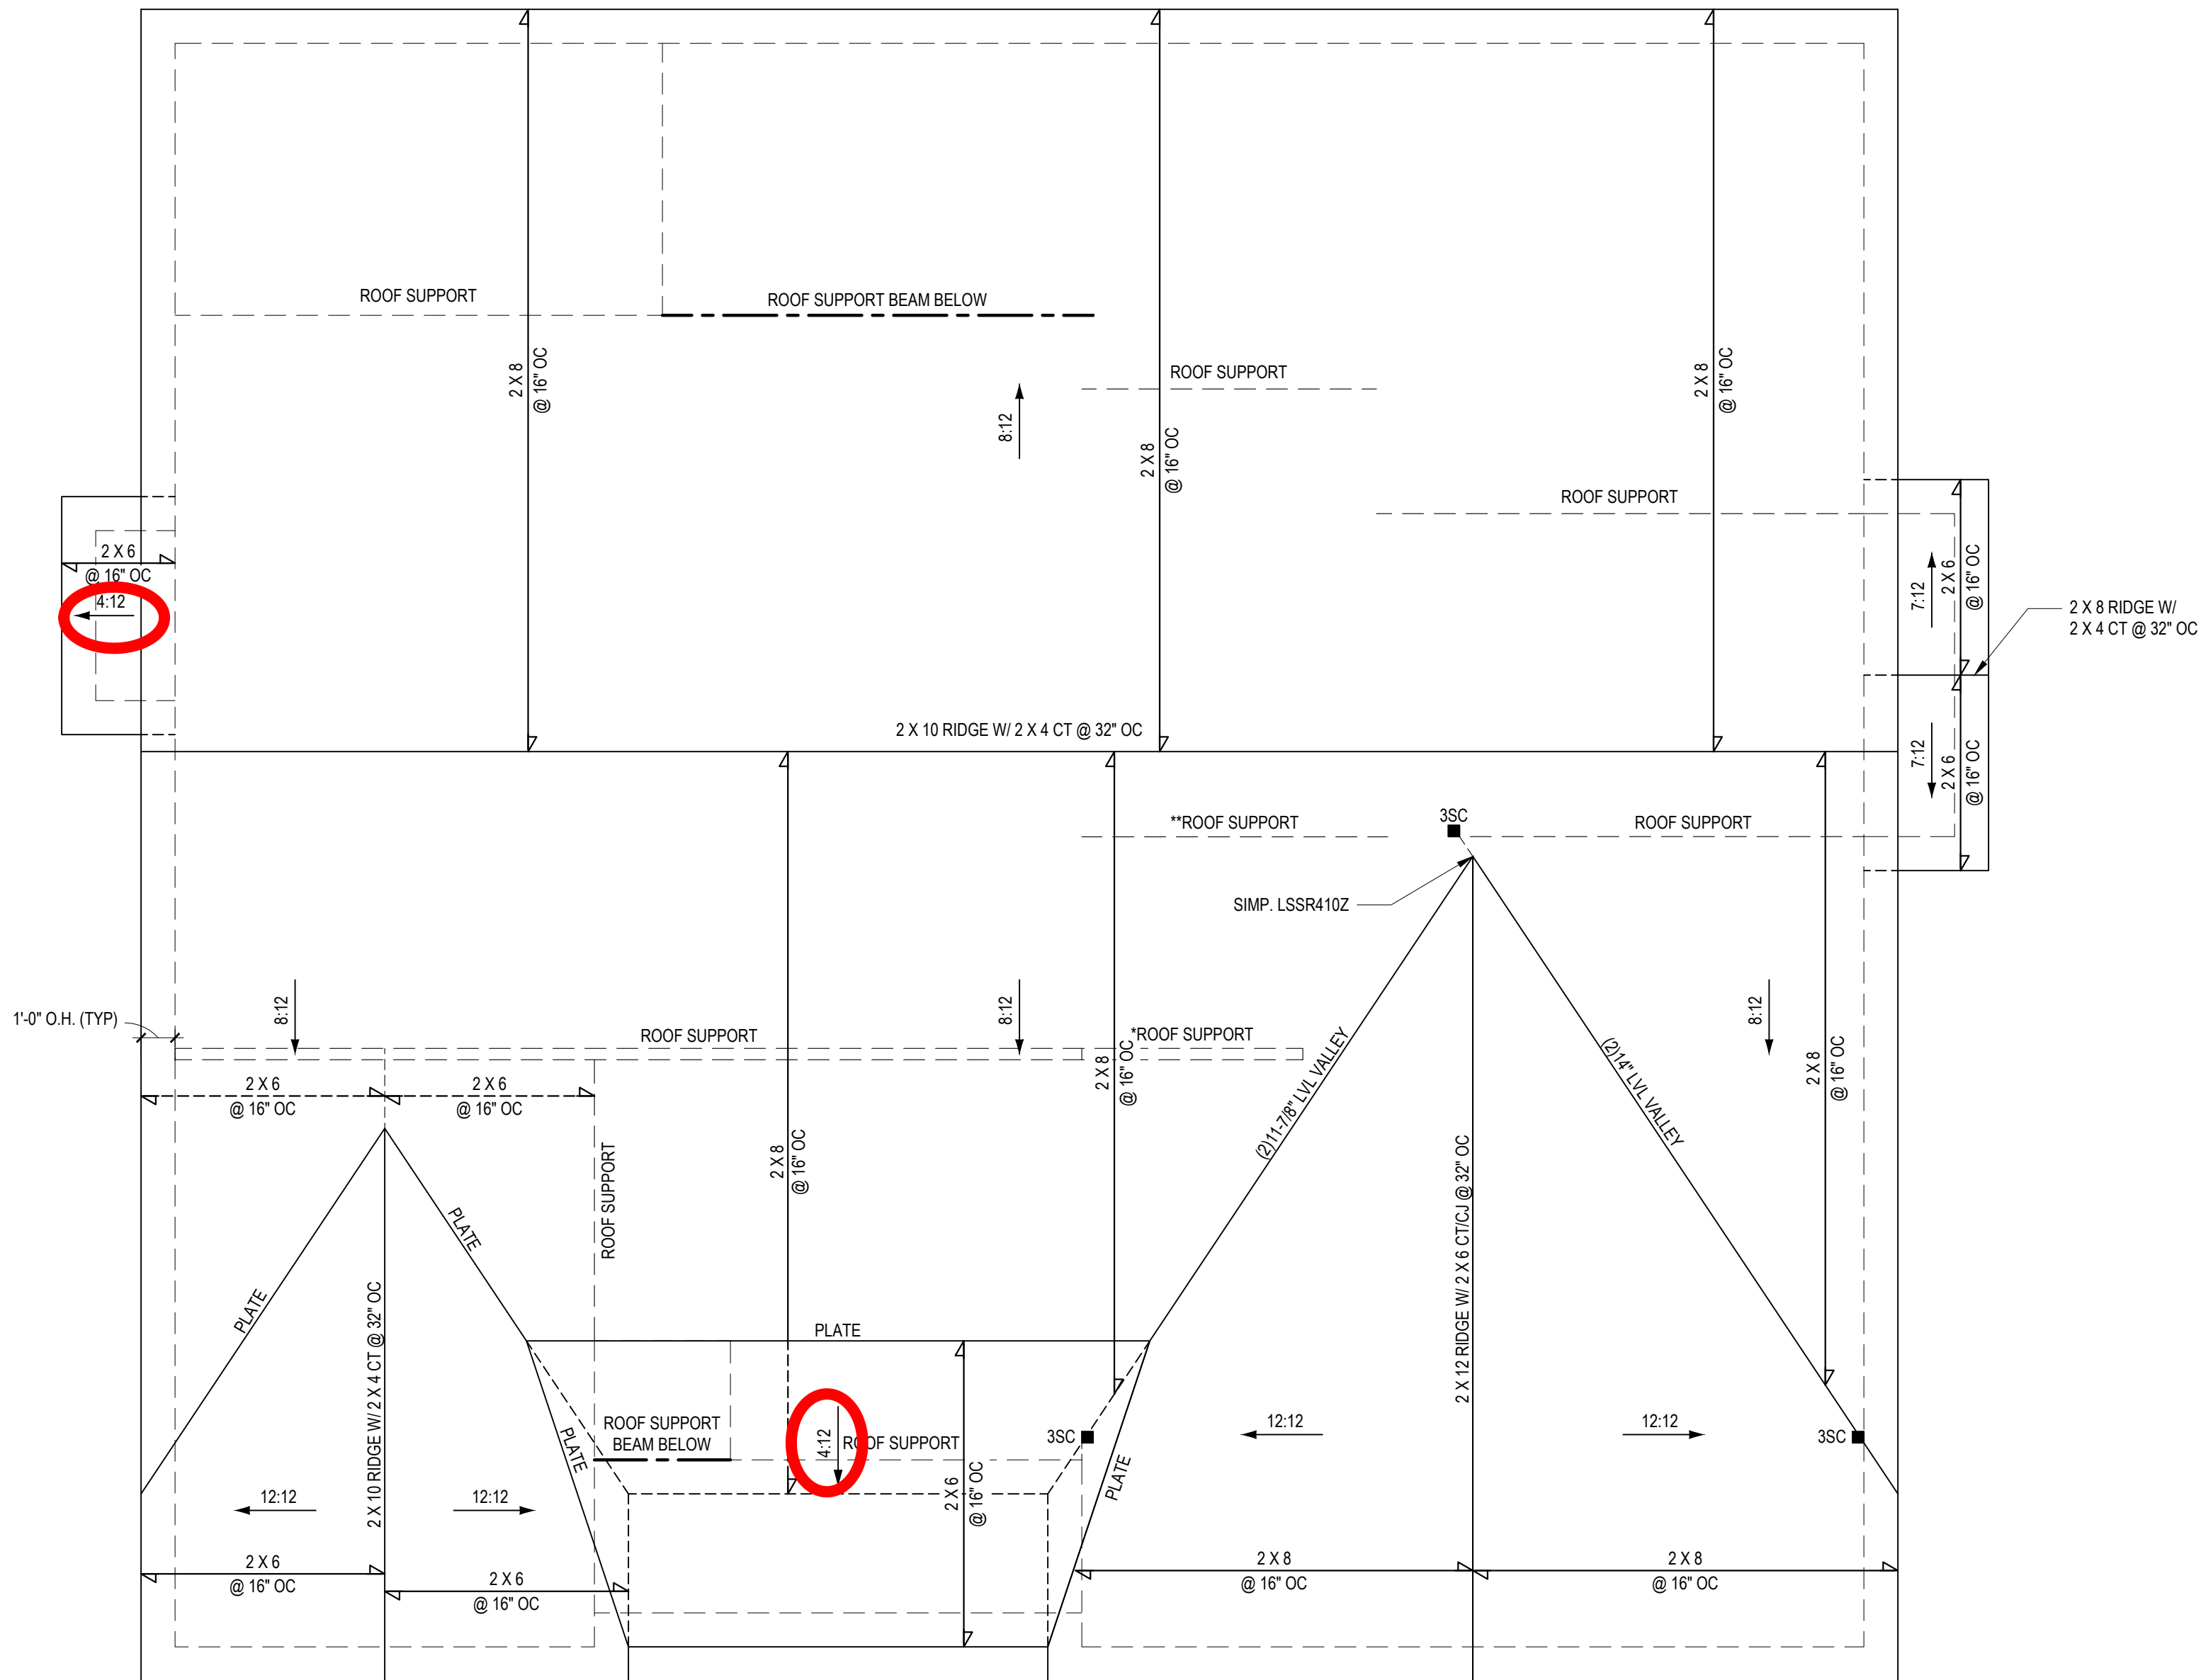 ROOF SUPPORT
ROOF SUPPORT BEAM BELOW
2 X 8
@ 16" OC
ROOF SUPPORT
2 X 8
@ 16" OC
8:12
2 X 8
@ 16" OC
ROOF SUPPORT
2 X 6
@ 16" OC
4:12
7:12
2 X 6
@ 16" OC
2 X 8 RIDGE W/
2 X 4 CT @ 32" OC
2 X 10 RIDGE W/ 2 X 4 CT @ 32" OC
7:12
2 X 6
@ 16" OC
**ROOF SUPPORT
3SC
ROOF SUPPORT
SIMP. LSSR410Z
1'-0" O.H. (TYP)
8:12
ROOF SUPPORT
8:12
*ROOF SUPPORT
8:12
2 X 8
@ 16" OC
2 X 8
@ 16" OC
2 X 6
@ 16" OC
2 X 6
@ 16" OC
(2)11-7/8" LVL VALLEY
(2)14" LVL VALLEY
2 X 8
@ 16" OC
ROOF SUPPORT
PLATE
PLATE
2 X 10 RIDGE W/ 2 X 4 CT @ 32" OC
2 X 12 RIDGE W/ 2 X 6 CT/CJ @ 32" OC
PLATE
ROOF SUPPORT
BEAM BELOW
PLATE
4:12
ROOF SUPPORT
3SC
PLATE
12:12
12:12
3SC
2 X 6
@ 16" OC
12:12
12:12
2 X 6
@ 16" OC
2 X 6
@ 16" OC
2 X 8
@ 16" OC
2 X 8
@ 16" OC